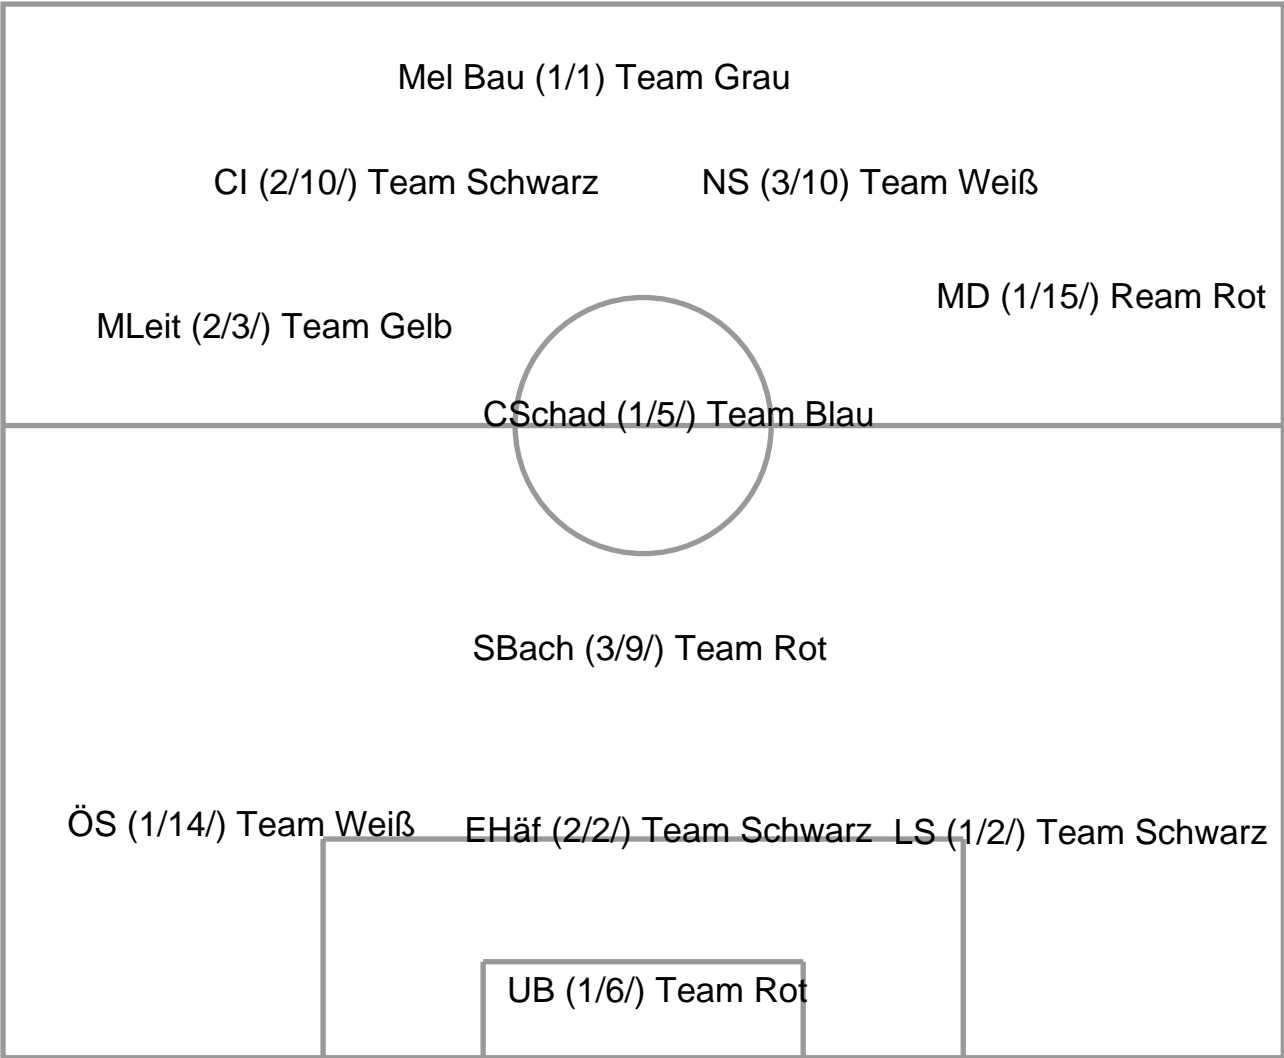 Mel Bau (1/1) Team Grau
CI (2/10/) Team Schwarz
NS (3/10) Team Weiß
MD (1/15/) Ream Rot
MLeit (2/3/) Team Gelb
CSchad (1/5/) Team Blau
SBach (3/9/) Team Rot
ÖS (1/14/) Team Weiß
EHäf (2/2/) Team Schwarz
LS (1/2/) Team Schwarz
UB (1/6/) Team Rot